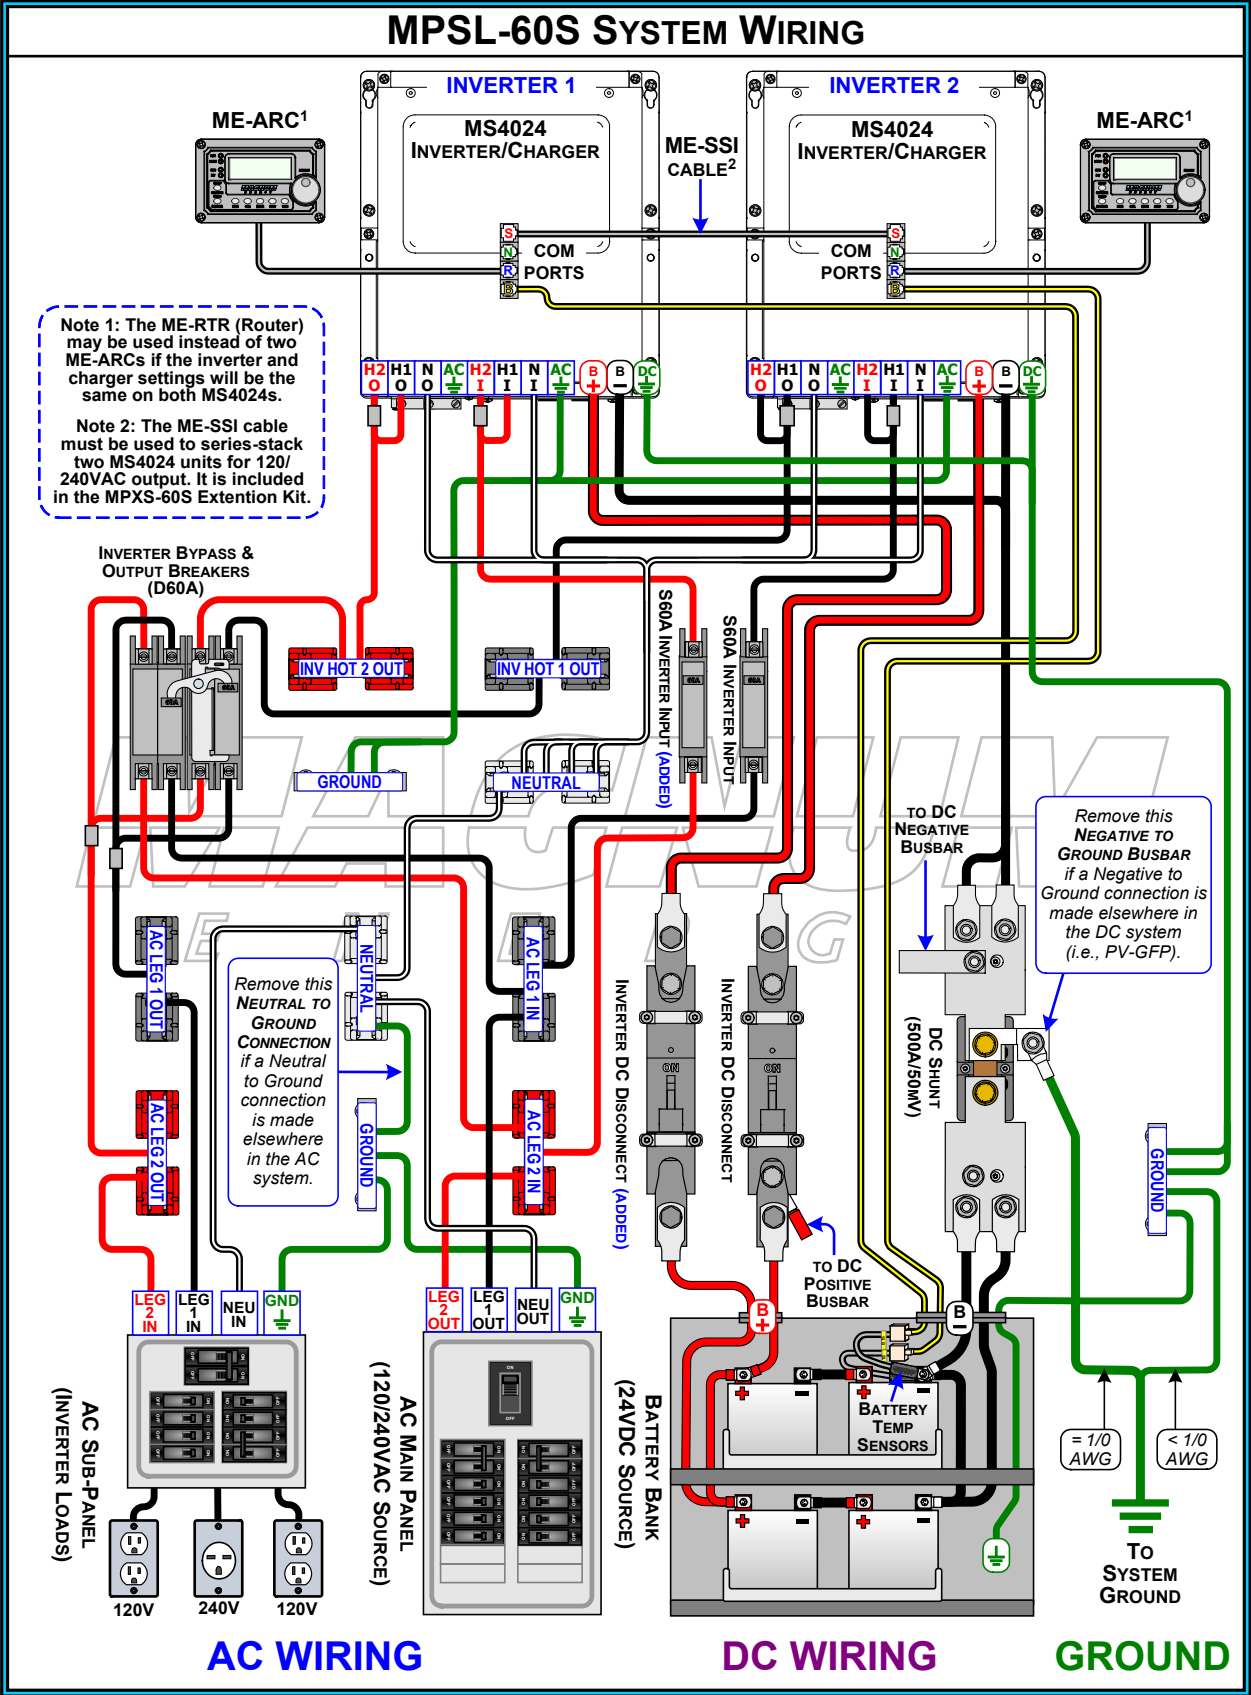 MPSL-60S SYSTEM WIRING
INVERTER 1
INVERTER 2
ME-ARC1
MS4024
INVERTER/CHARGER
ME-SSI
CABLE2
MS4024
INVERTER/CHARGER
ME-ARC1
S
N
R
B
COM
PORTS
COM
PORTS
S
N
R
B
Note 1: The ME-RTR (Router)
may be used instead of two
ME-ARCs if the inverter and
charger settings will be the
same on both MS4024s.
Note 2: The ME-SSI cable
must be used to series-stack
two MS4024 units for 120/
240VAC output. It is included
in the MPXS-60S Extention Kit.
H2 O
H1 O
N O
AC
H2 I
H1 I
N I
AC
B +
B −
DC
H2 O
H1 O
N O
AC
H2 I
H1 I
N I
AC
B +
B −
DC
INVERTER BYPASS &
OUTPUT BREAKERS
(D60A)
60A
60A
INV HOT 2 OUT
INV HOT 1 OUT
S60A INVERTER INPUT (ADDED)
60A
S60A INVERTER INPUT
60A
GROUND
NEUTRAL
MAGNUM
ENERG
TO DC
NEGATIVE
BUSBAR
Remove this
NEGATIVE TO
GROUND BUSBAR
if a Negative to
Ground connection is
made elsewhere in
the DC system
(i.e., PV-GFP).
AC LEG 1 OUT
NEUTRAL
AC LEG 1 IN
Remove this
NEUTRAL TO
GROUND
CONNECTION
if a Neutral
to Ground
connection
is made
elsewhere
in the AC
system.
INVERTER DC DISCONNECT (ADDED)
ON
INVERTER DC DISCONNECT
ON
DC SHUNT
(500A/50MV)
AC LEG 2 OUT
GROUND
AC LEG 2 IN
GROUND
TO DC
POSITIVE
BUSBAR
LEG 2 IN
LEG 1 IN
NEU IN
GND
LEG 2 OUT
LEG 1 OUT
NEU OUT
GND
B +
B −
AC SUB-PANEL
(INVERTER LOADS)
AC MAIN PANEL
(120/240VAC SOURCE)
ON
OFF
BATTERY BANK
(24VDC SOURCE)
+
−
+
−
BATTERY
TEMP
SENSORS
+
−
+
−
= 1/0
AWG
< 1/0
AWG
TO
SYSTEM
GROUND
120V
240V
120V
AC WIRING
DC WIRING
GROUND